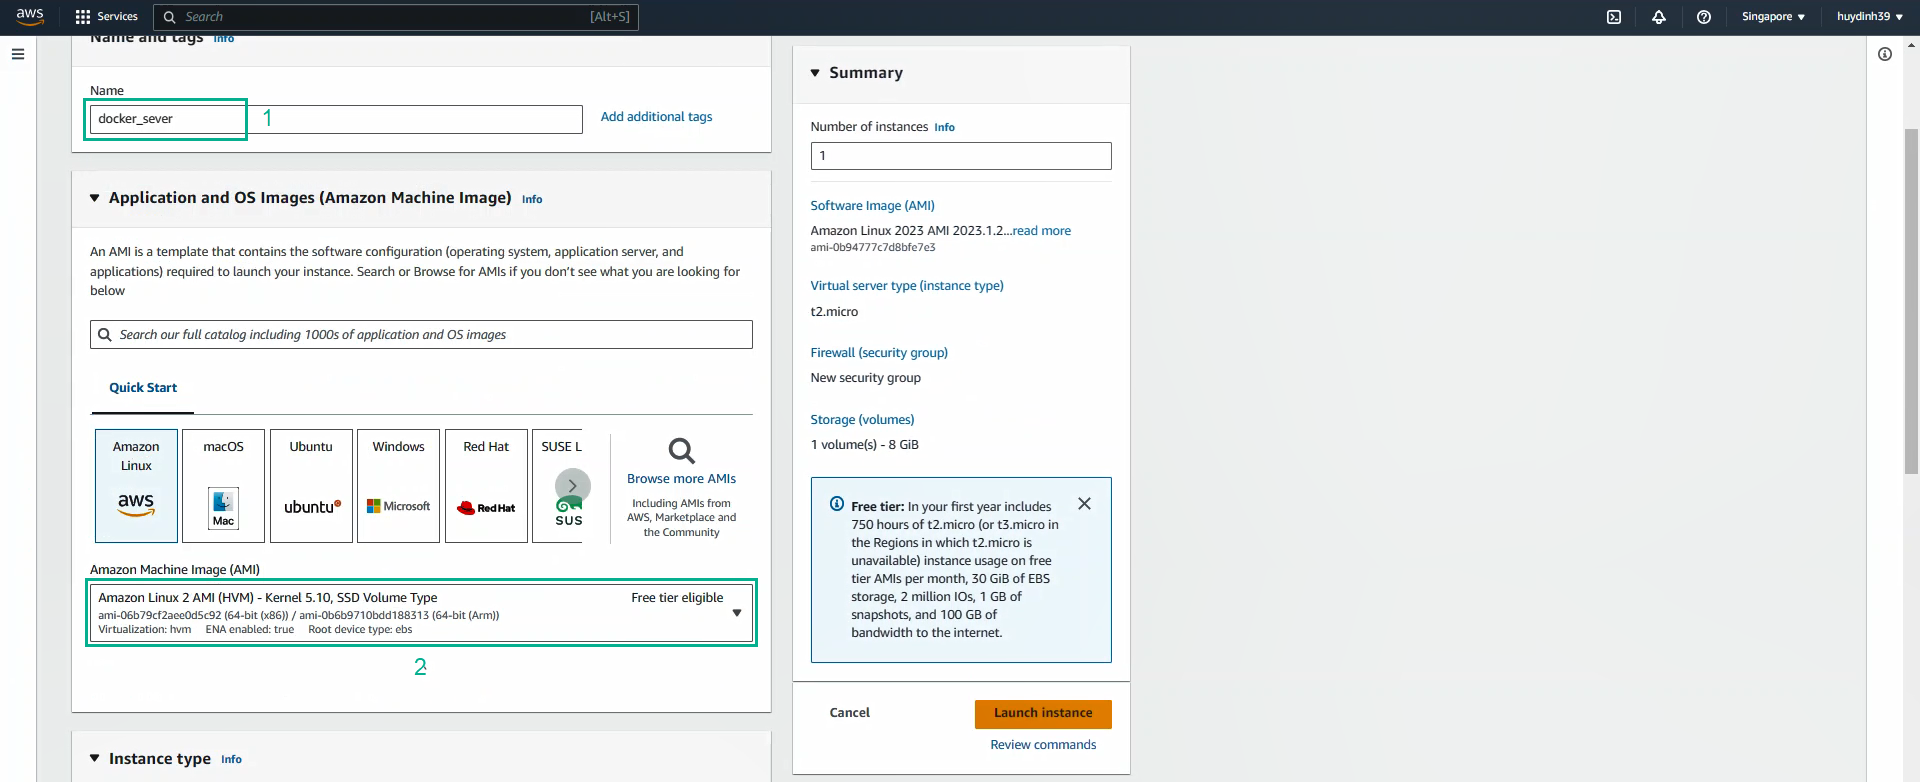 aws
Services
Search
[Alt+S]
Singapore
huydinh39
Name and tags Info
Name
docker_sever
1
Add additional tags
Application and OS Images (Amazon Machine Image) Info
An AMI is a template that contains the software configuration (operating system, application server, and
applications) required to launch your instance. Search or Browse for AMIs if you don't see what you are looking for
below
Search our full catalog including 1000s of application and OS images
Quick Start
Amazon
Linux
aws
macOS
Mac
Ubuntu
ubuntu
Windows
Microsoft
Red Hat
Red Hat
SUSE L
SUS
Browse more AMIs
Including AMIs from
AWS, Marketplace and
the Community
Amazon Machine Image (AMI)
Amazon Linux 2 AMI (HVM) - Kernel 5.10, SSD Volume Type
Free tier eligible
ami-06b79cf2aee0d5c92 (64-bit (x86)) / ami-0b6b9710bdd188313 (64-bit (Arm))
Virtualization: hvm ENA enabled: true Root device type: ebs
2
Instance type Info
Summary
Number of instances Info
1
Software Image (AMI)
Amazon Linux 2023 AMI 2023.1.2...read more
ami-0b94777c7d8bfe7e3
Virtual server type (instance type)
t2.micro
Firewall (security group)
New security group
Storage (volumes)
1 volume(s) - 8 GiB
Free tier: In your first year includes
750 hours of t2.micro (or t3.micro in
the Regions in which t2.micro is
unavailable) instance usage on free
tier AMIs per month, 30 GiB of EBS
storage, 2 million IOs, 1 GB of
snapshots, and 100 GB of
bandwidth to the internet.
Cancel
Launch instance
Review commands